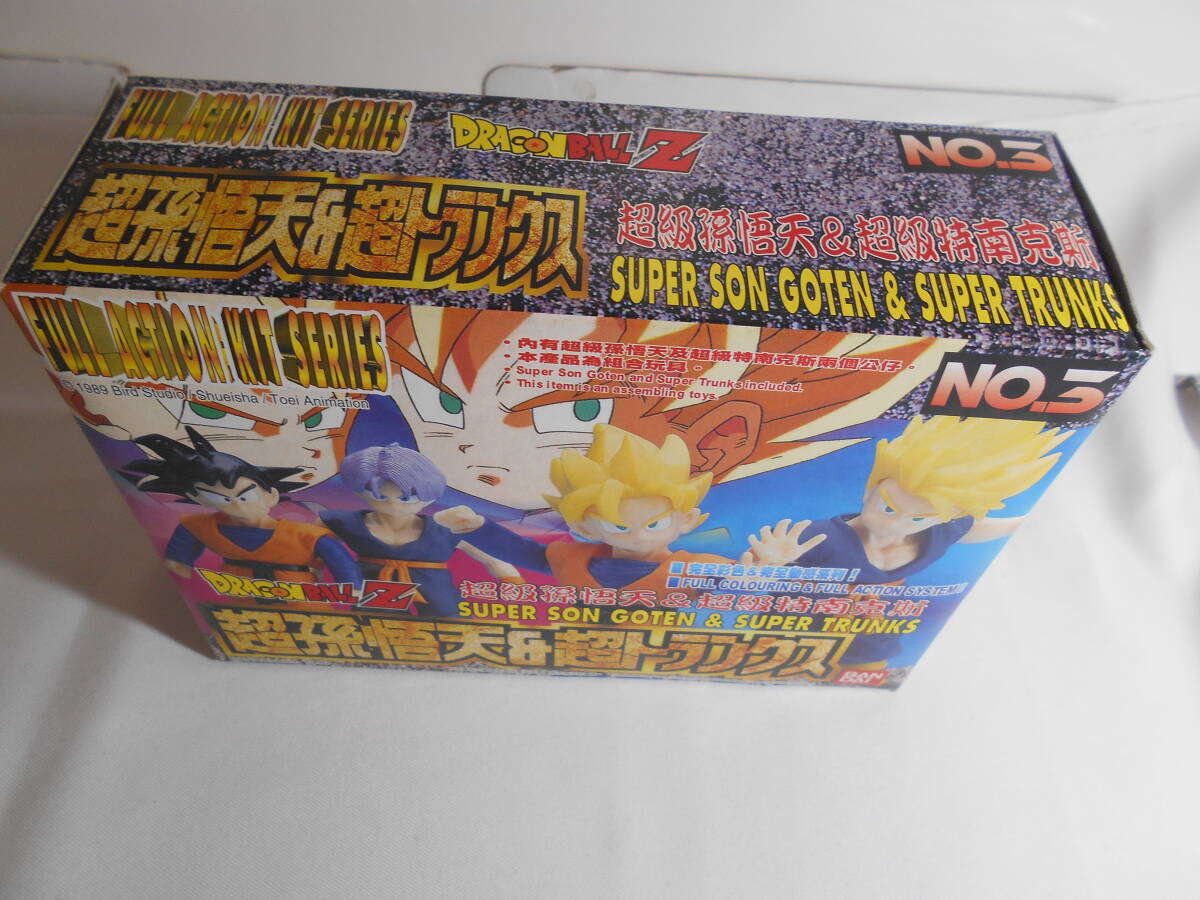 FULL ACTION KIT SERIES
DRAGONBALL Z
NO.3
超孫悟天&超トランクス
超級孫悟天&超級特南克斯
SUPER SON GOTEN & SUPER TRUNKS
FULL ACTION KIT SERIES
© 1989 Bird Studio / Shueisha / Toei Animation
・內有超級孫悟天及超級特南克斯兩個公仔。
・本產品為組合玩具。
・Super Son Goten and Super Trunks included.
・This item is an assembling toys.
NO.3
■ 完全彩色&完全動感系列!
■ FULL COLOURING & FULL ACTION SYSTEM!
DRAGONBALL Z
超級孫悟天&超級特南克斯
SUPER SON GOTEN & SUPER TRUNKS
超孫悟天&超トランクス
BANDAI